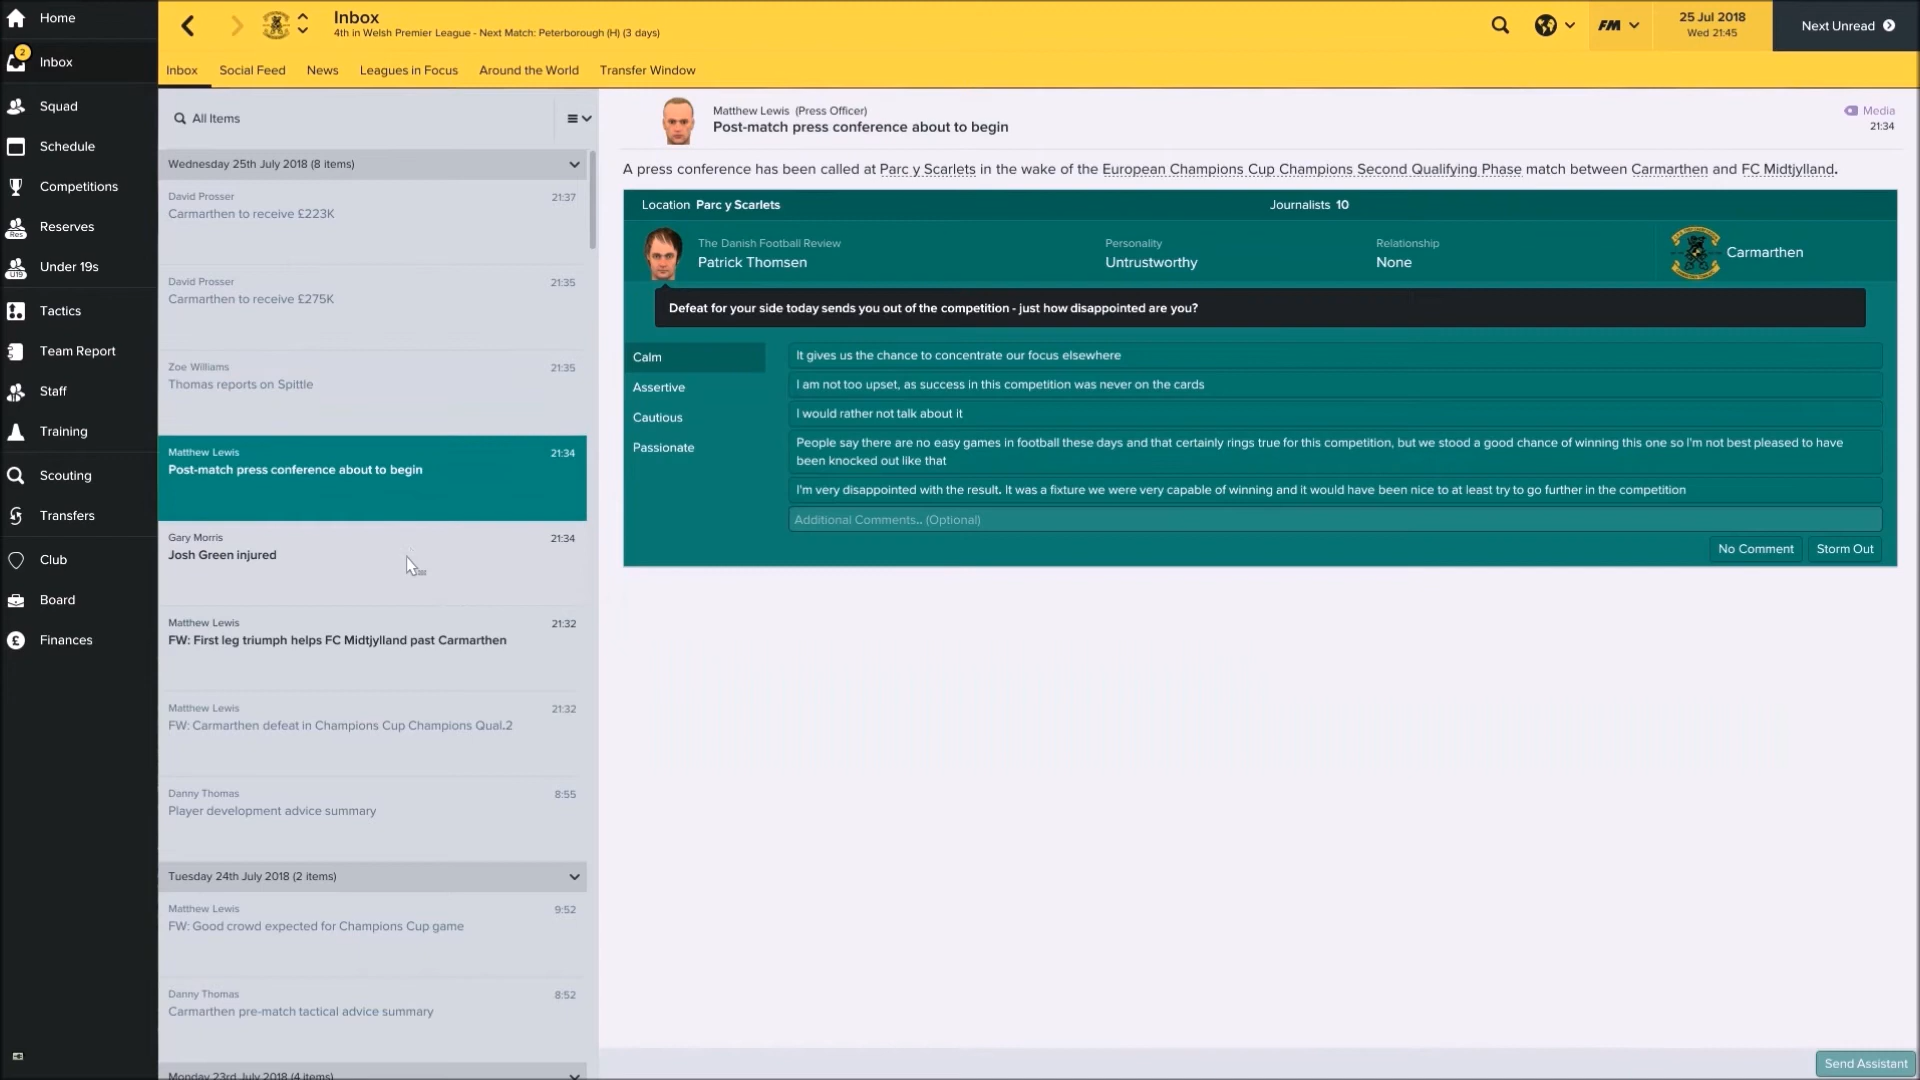 Home
2
Inbox
Squad
Schedule
Competitions
Res
Reserves
U19
Under 19s
Tactics
Team Report
Staff
Training
Scouting
Transfers
Club
Board
£
Finances
Inbox
4th in Welsh Premier League - Next Match: Peterborough (H) (3 days)
FM
25 Jul 2018
Wed 21:45
Next Unread
Inbox
Social Feed
News
Leagues in Focus
Around the World
Transfer Window
All Items
Wednesday 25th July 2018 (8 items)
David Prosser 21:37
Carmarthen to receive £223K
David Prosser 21:35
Carmarthen to receive £275K
Zoe Williams 21:35
Thomas reports on Spittle
Matthew Lewis 21:34
Post-match press conference about to begin
Gary Morris 21:34
Josh Green injured
Matthew Lewis 21:32
FW: First leg triumph helps FC Midtjylland past Carmarthen
Matthew Lewis 21:32
FW: Carmarthen defeat in Champions Cup Champions Qual.2
Danny Thomas 8:55
Player development advice summary
Tuesday 24th July 2018 (2 items)
Matthew Lewis 9:52
FW: Good crowd expected for Champions Cup game
Danny Thomas 8:52
Carmarthen pre-match tactical advice summary
Monday 23rd July 2018 (4 items)
Matthew Lewis (Press Officer)
Post-match press conference about to begin
Media
21:34
A press conference has been called at Parc y Scarlets in the wake of the European Champions Cup Champions Second Qualifying Phase match between Carmarthen and FC Midtjylland.
Location Parc y Scarlets
Journalists 10
The Danish Football Review
Patrick Thomsen
Personality
Untrustworthy
Relationship
None
Carmarthen
Defeat for your side today sends you out of the competition - just how disappointed are you?
Calm
Assertive
Cautious
Passionate
It gives us the chance to concentrate our focus elsewhere
I am not too upset, as success in this competition was never on the cards
I would rather not talk about it
People say there are no easy games in football these days and that certainly rings true for this competition, but we stood a good chance of winning this one so I'm not best pleased to have
been knocked out like that
I'm very disappointed with the result. It was a fixture we were very capable of winning and it would have been nice to at least try to go further in the competition
Additional Comments.. (Optional)
No Comment
Storm Out
Send Assistant